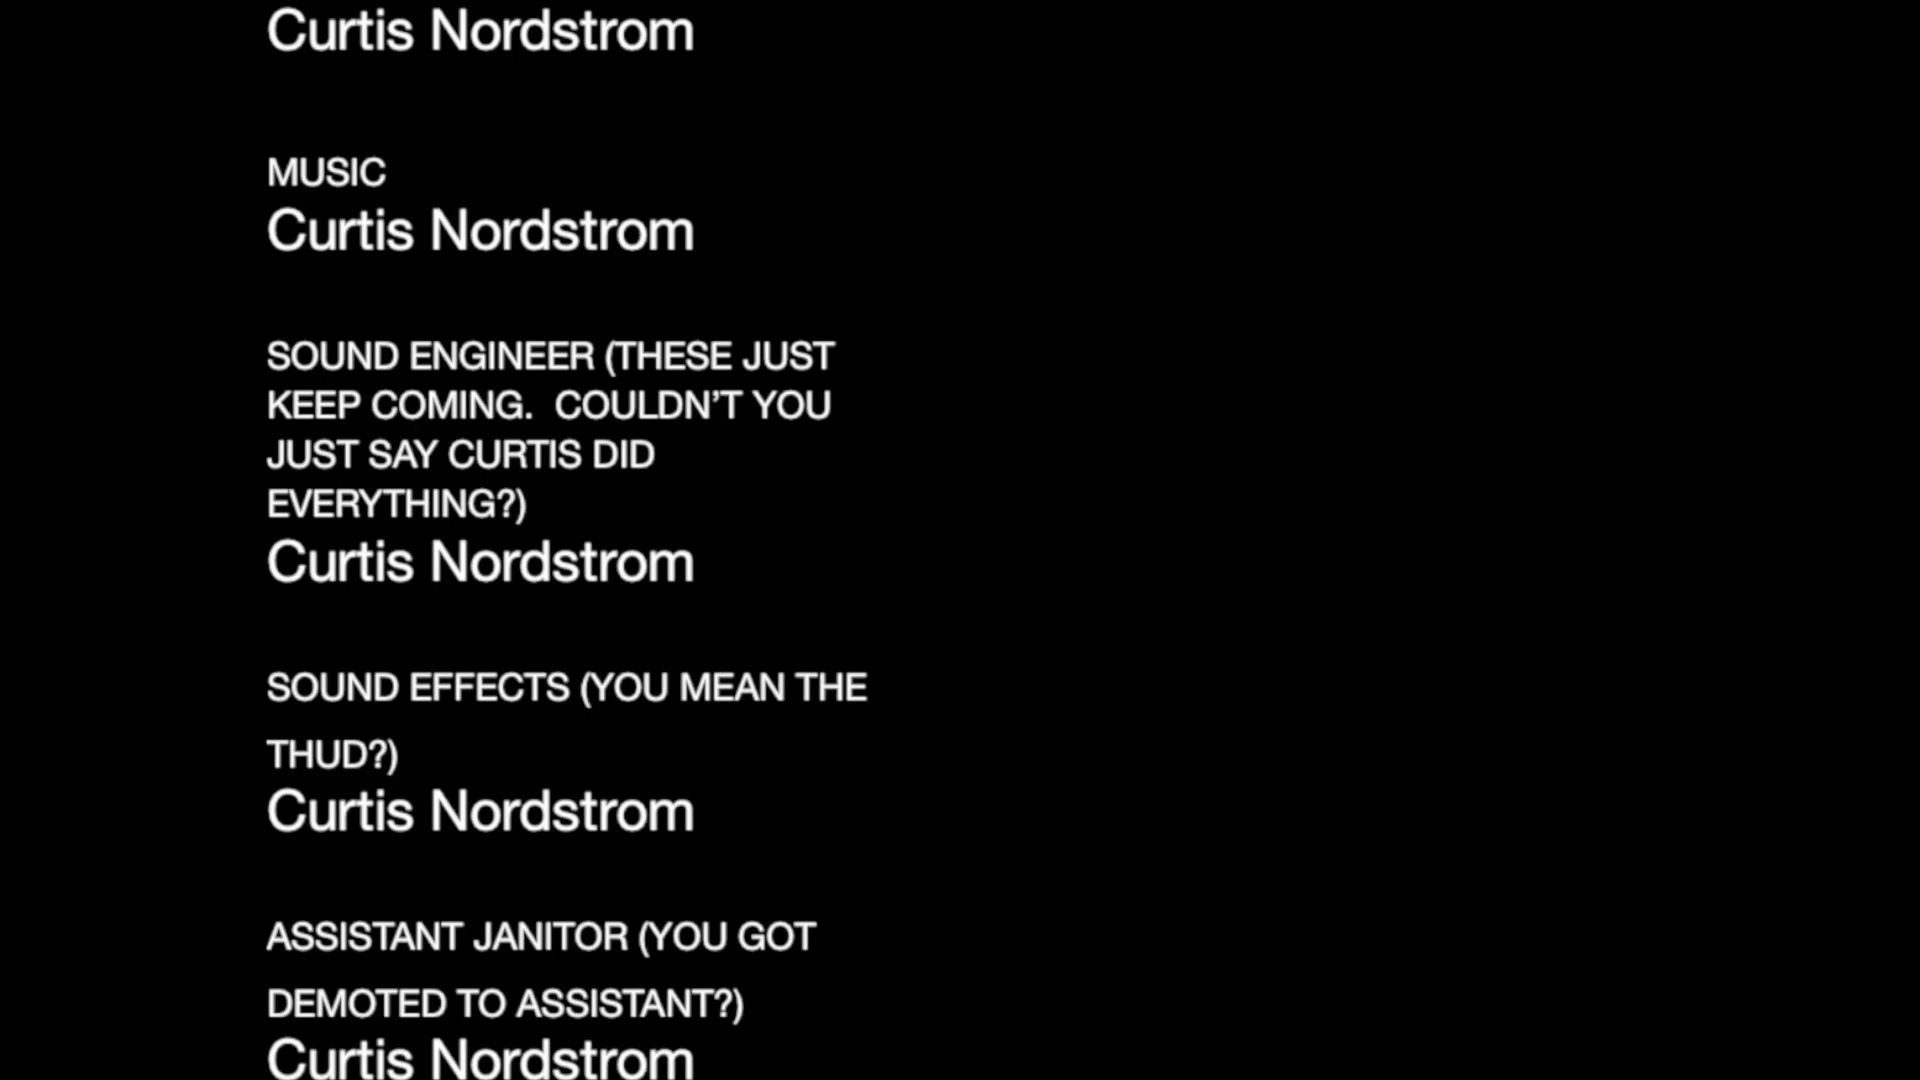 Curtis Nordstrom
MUSIC
Curtis Nordstrom
SOUND ENGINEER (THESE JUST
KEEP COMING.  COULDN’T YOU
JUST SAY CURTIS DID
EVERYTHING?)
Curtis Nordstrom
SOUND EFFECTS (YOU MEAN THE
THUD?)
Curtis Nordstrom
ASSISTANT JANITOR (YOU GOT
DEMOTED TO ASSISTANT?)
Curtis Nordstrom